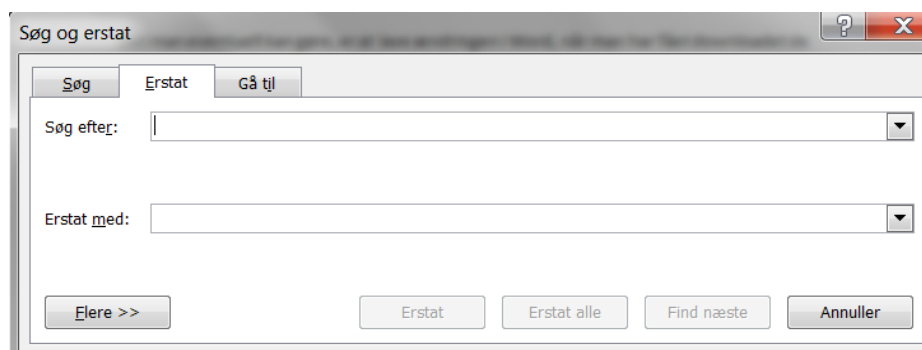 Søg og erstat
Søg Erstat Gå til
Søg efter:
Erstat med:
Flere >> Erstat Erstat alle Find næste Annuller